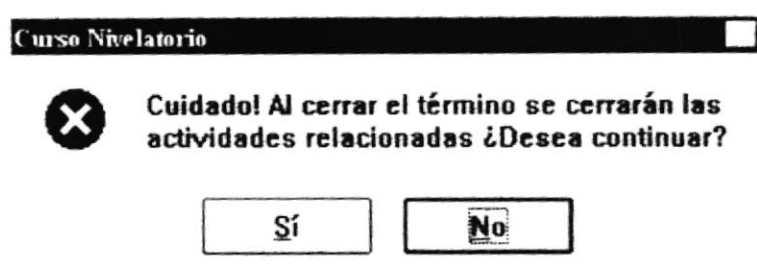 Curso Nivelatorio
Cuidado! Al cerrar el término se cerrarán las
actividades relacionadas ¿Desea continuar?
Sí
No